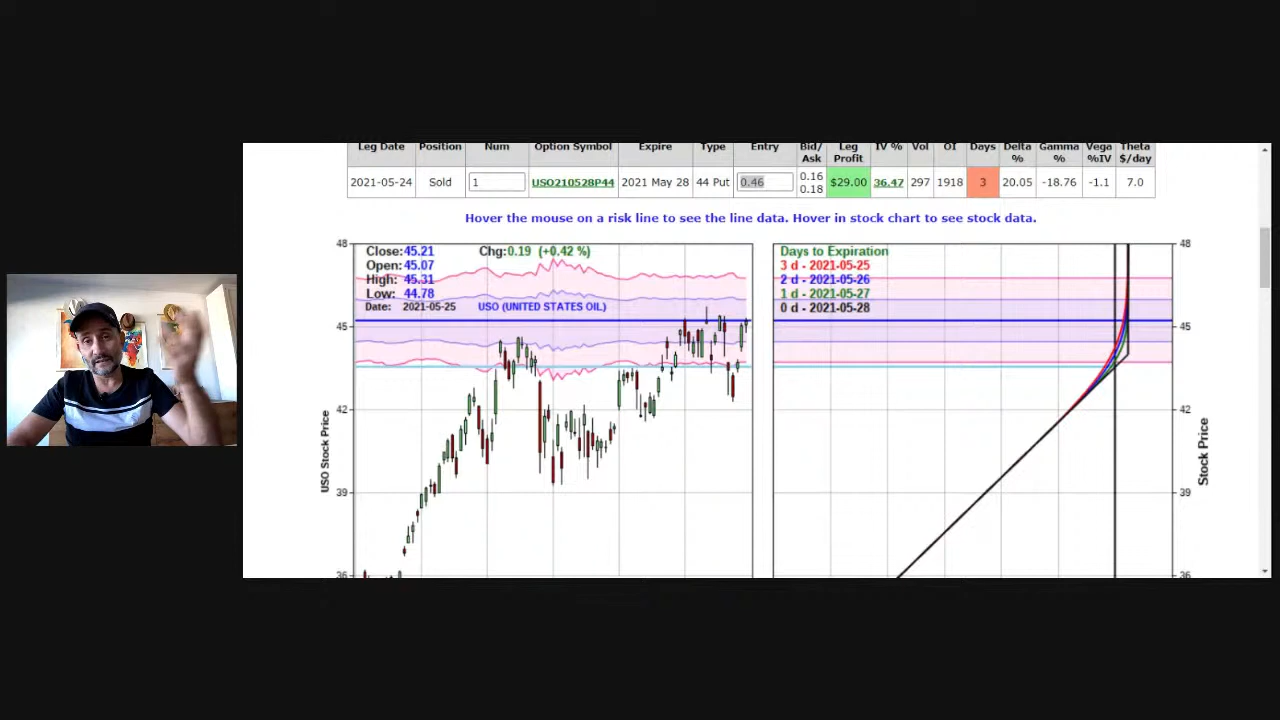 Leg Date Position Num Option Symbol Expire Type Entry Bid/ Ask Leg Profit IV % Vol OI Days Delta % Gamma % Vega %IV Theta $/day
2021-05-24 Sold 1 USO210528P44 2021 May 28 44 Put 0.46 0.16 0.18 $29.00 36.47 297 1918 3 20.05 -18.76 -1.1 7.0
Hover the mouse on a risk line to see the line data. Hover in stock chart to see stock data.
48
Close:45.21 Chg:0.19 (+0.42 %)
Open:45.07
High: 45.31
Low: 44.78
Date: 2021-05-25 USO (UNITED STATES OIL)
45
42
39
36
USO Stock Price
Days to Expiration
3 d - 2021-05-25
2 d - 2021-05-26
1 d - 2021-05-27
0 d - 2021-05-28
48
45
42
39
36
Stock Price